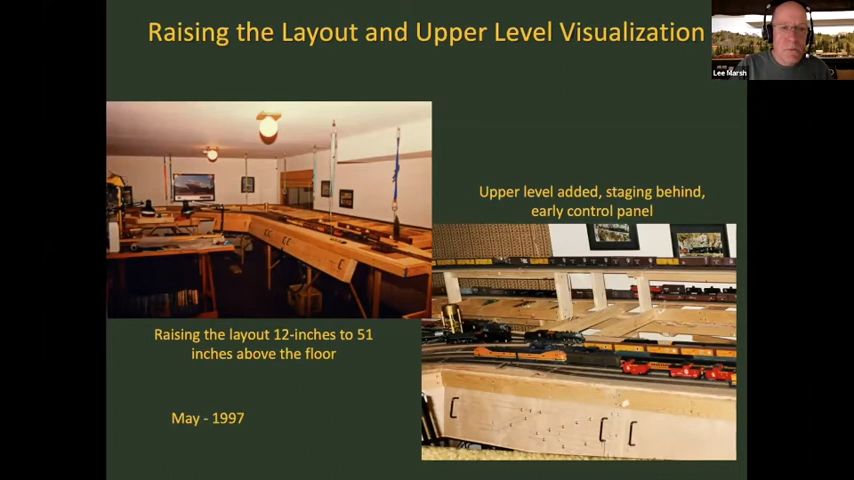 Raising the Layout and Upper Level Visualization
Lee Marsh
Upper level added, staging behind,
early control panel
Raising the layout 12-inches to 51
inches above the floor
May - 1997